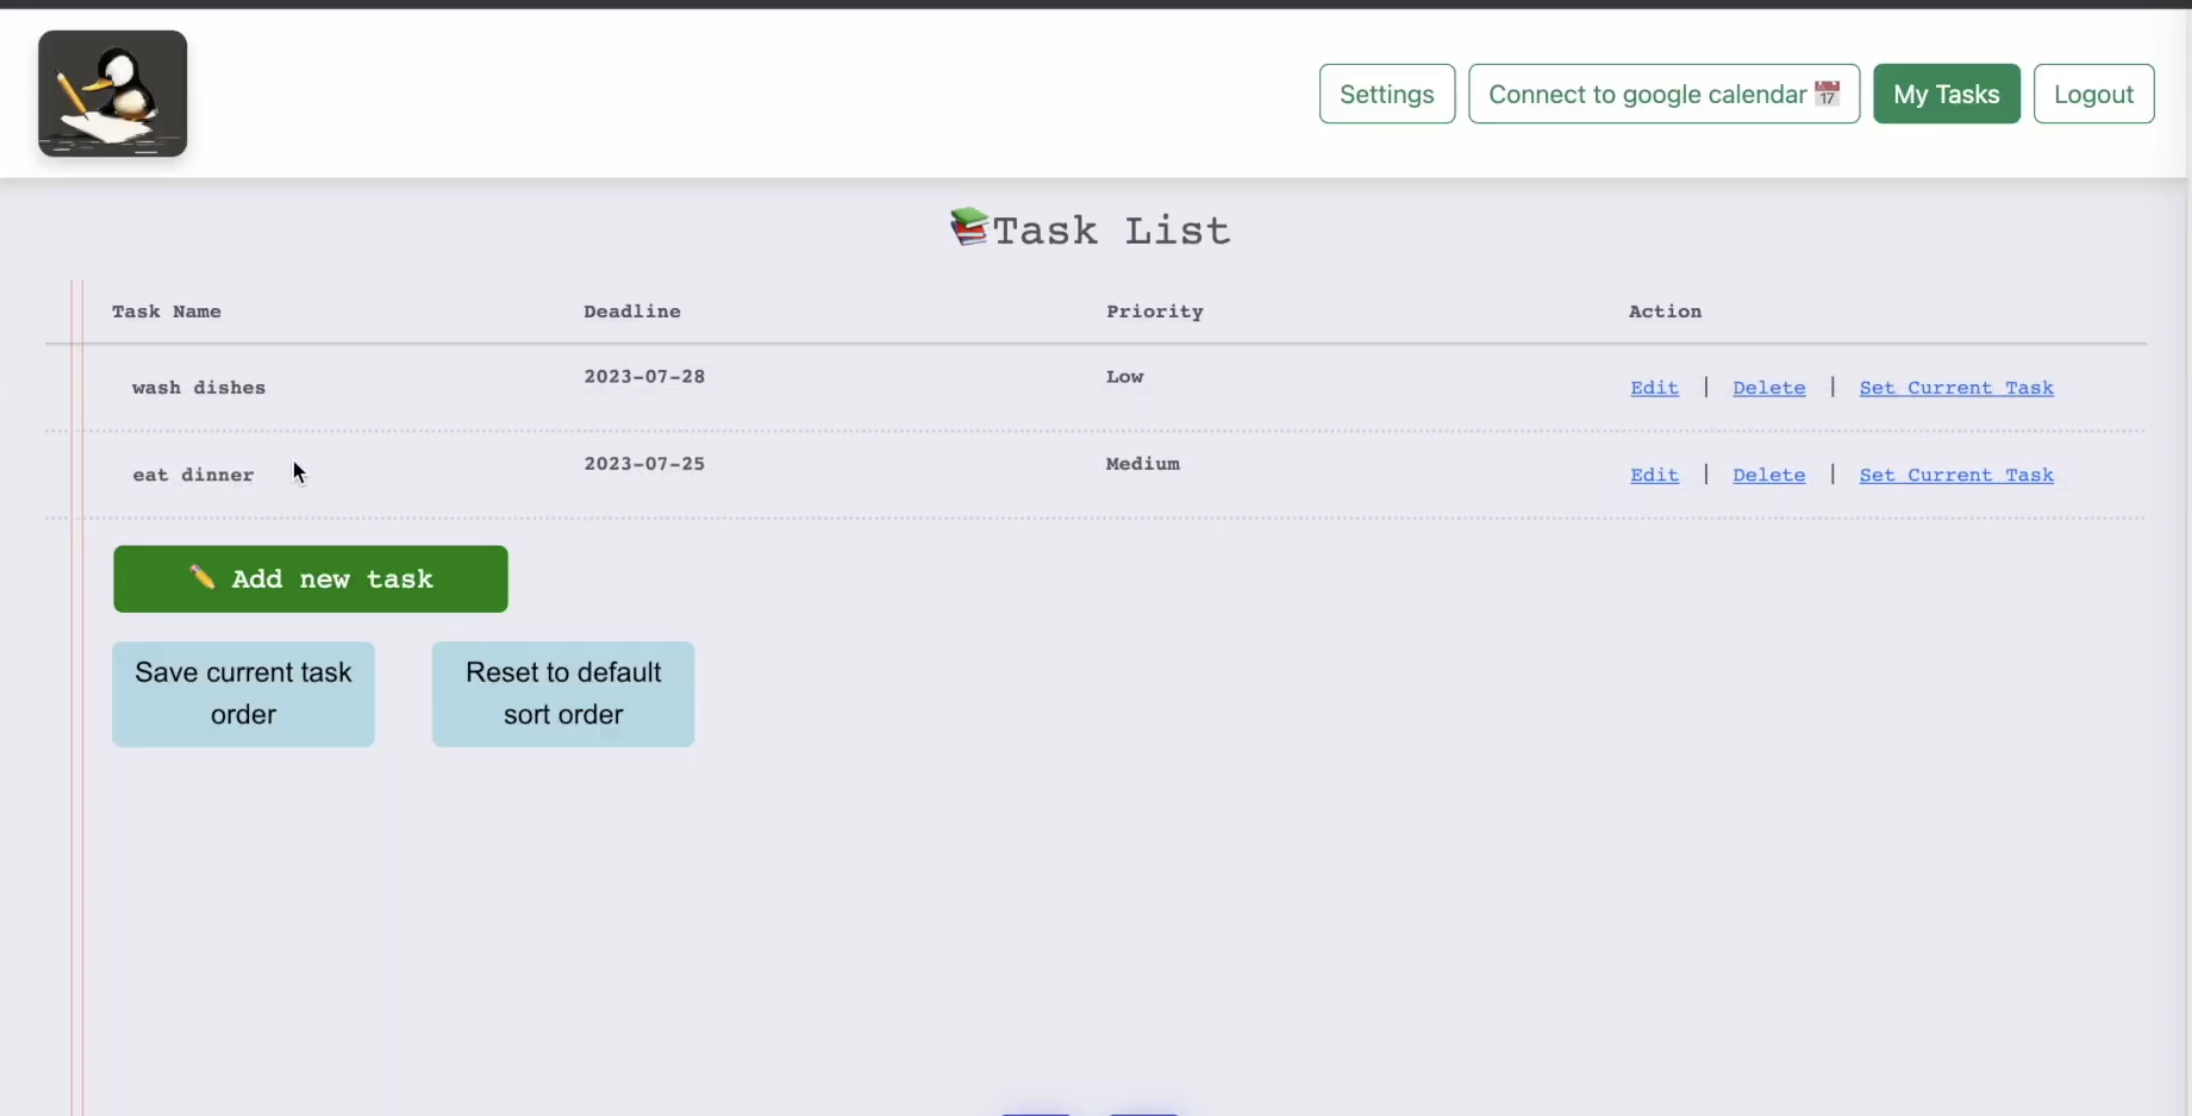 Settings
Connect to google calendar
17
My Tasks
Logout
Task List
Task Name Deadline Priority Action
wash dishes 2023-07-28 Low Edit | Delete | Set Current Task
eat dinner 2023-07-25 Medium Edit | Delete | Set Current Task
Add new task
Save current task
order
Reset to default
sort order